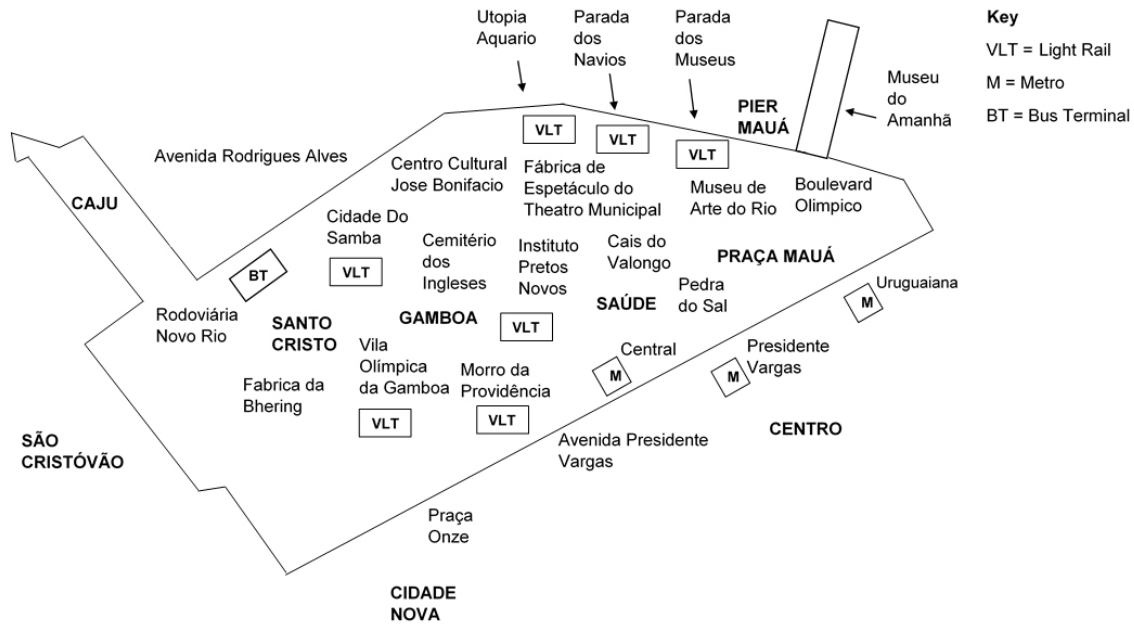 Utopia
Aquario
Parada
dos
Navios
Parada
dos
Museus
PIER
MAUÁ
Museu
do
Amanhã
Key
VLT = Light Rail
M = Metro
BT = Bus Terminal
VLT
VLT
VLT
Avenida Rodrigues Alves
Centro Cultural
Jose Bonifacio
Fábrica de
Espetáculo do
Theatro Municipal
Museu de
Arte do Rio
Boulevard
Olimpico
CAJU
Cidade Do
Samba
VLT
Cemitério
dos
Ingleses
Instituto
Pretos
Novos
Cais do
Valongo
PRAÇA MAUÁ
BT
Rodoviária
Novo Rio
SANTO
CRISTO
GAMBOA
VLT
SAÚDE
Pedra
do Sal
Uruguaiana
M
Vila
Olímpica
da Gamboa
VLT
Morro da
Providência
VLT
Central
M
Presidente
Vargas
M
Fabrica da
Bhering
SÃO
CRISTÓVÃO
Avenida Presidente
Vargas
CENTRO
Praça
Onze
CIDADE
NOVA